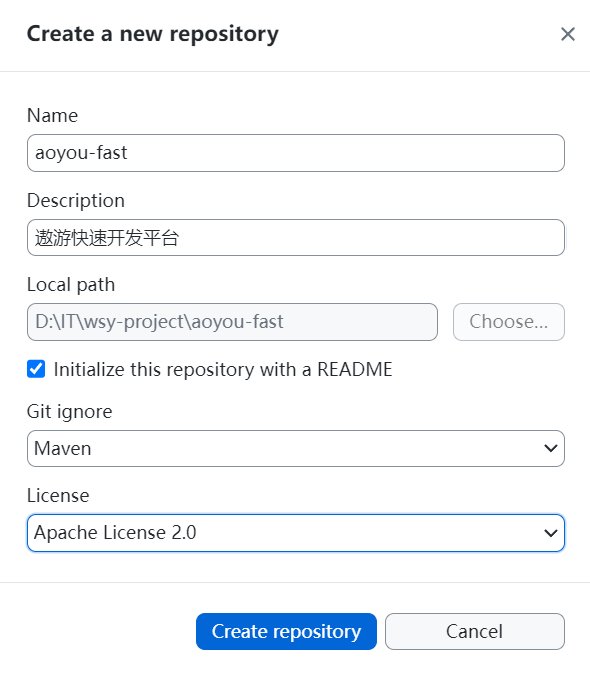 Create a new repository
Name
aoyou-fast
Description
遨游快速开发平台
Local path
D:\IT\wsy-project\aoyou-fast
Choose...
Initialize this repository with a README
Git ignore
Maven
License
Apache License 2.0
Create repository
Cancel